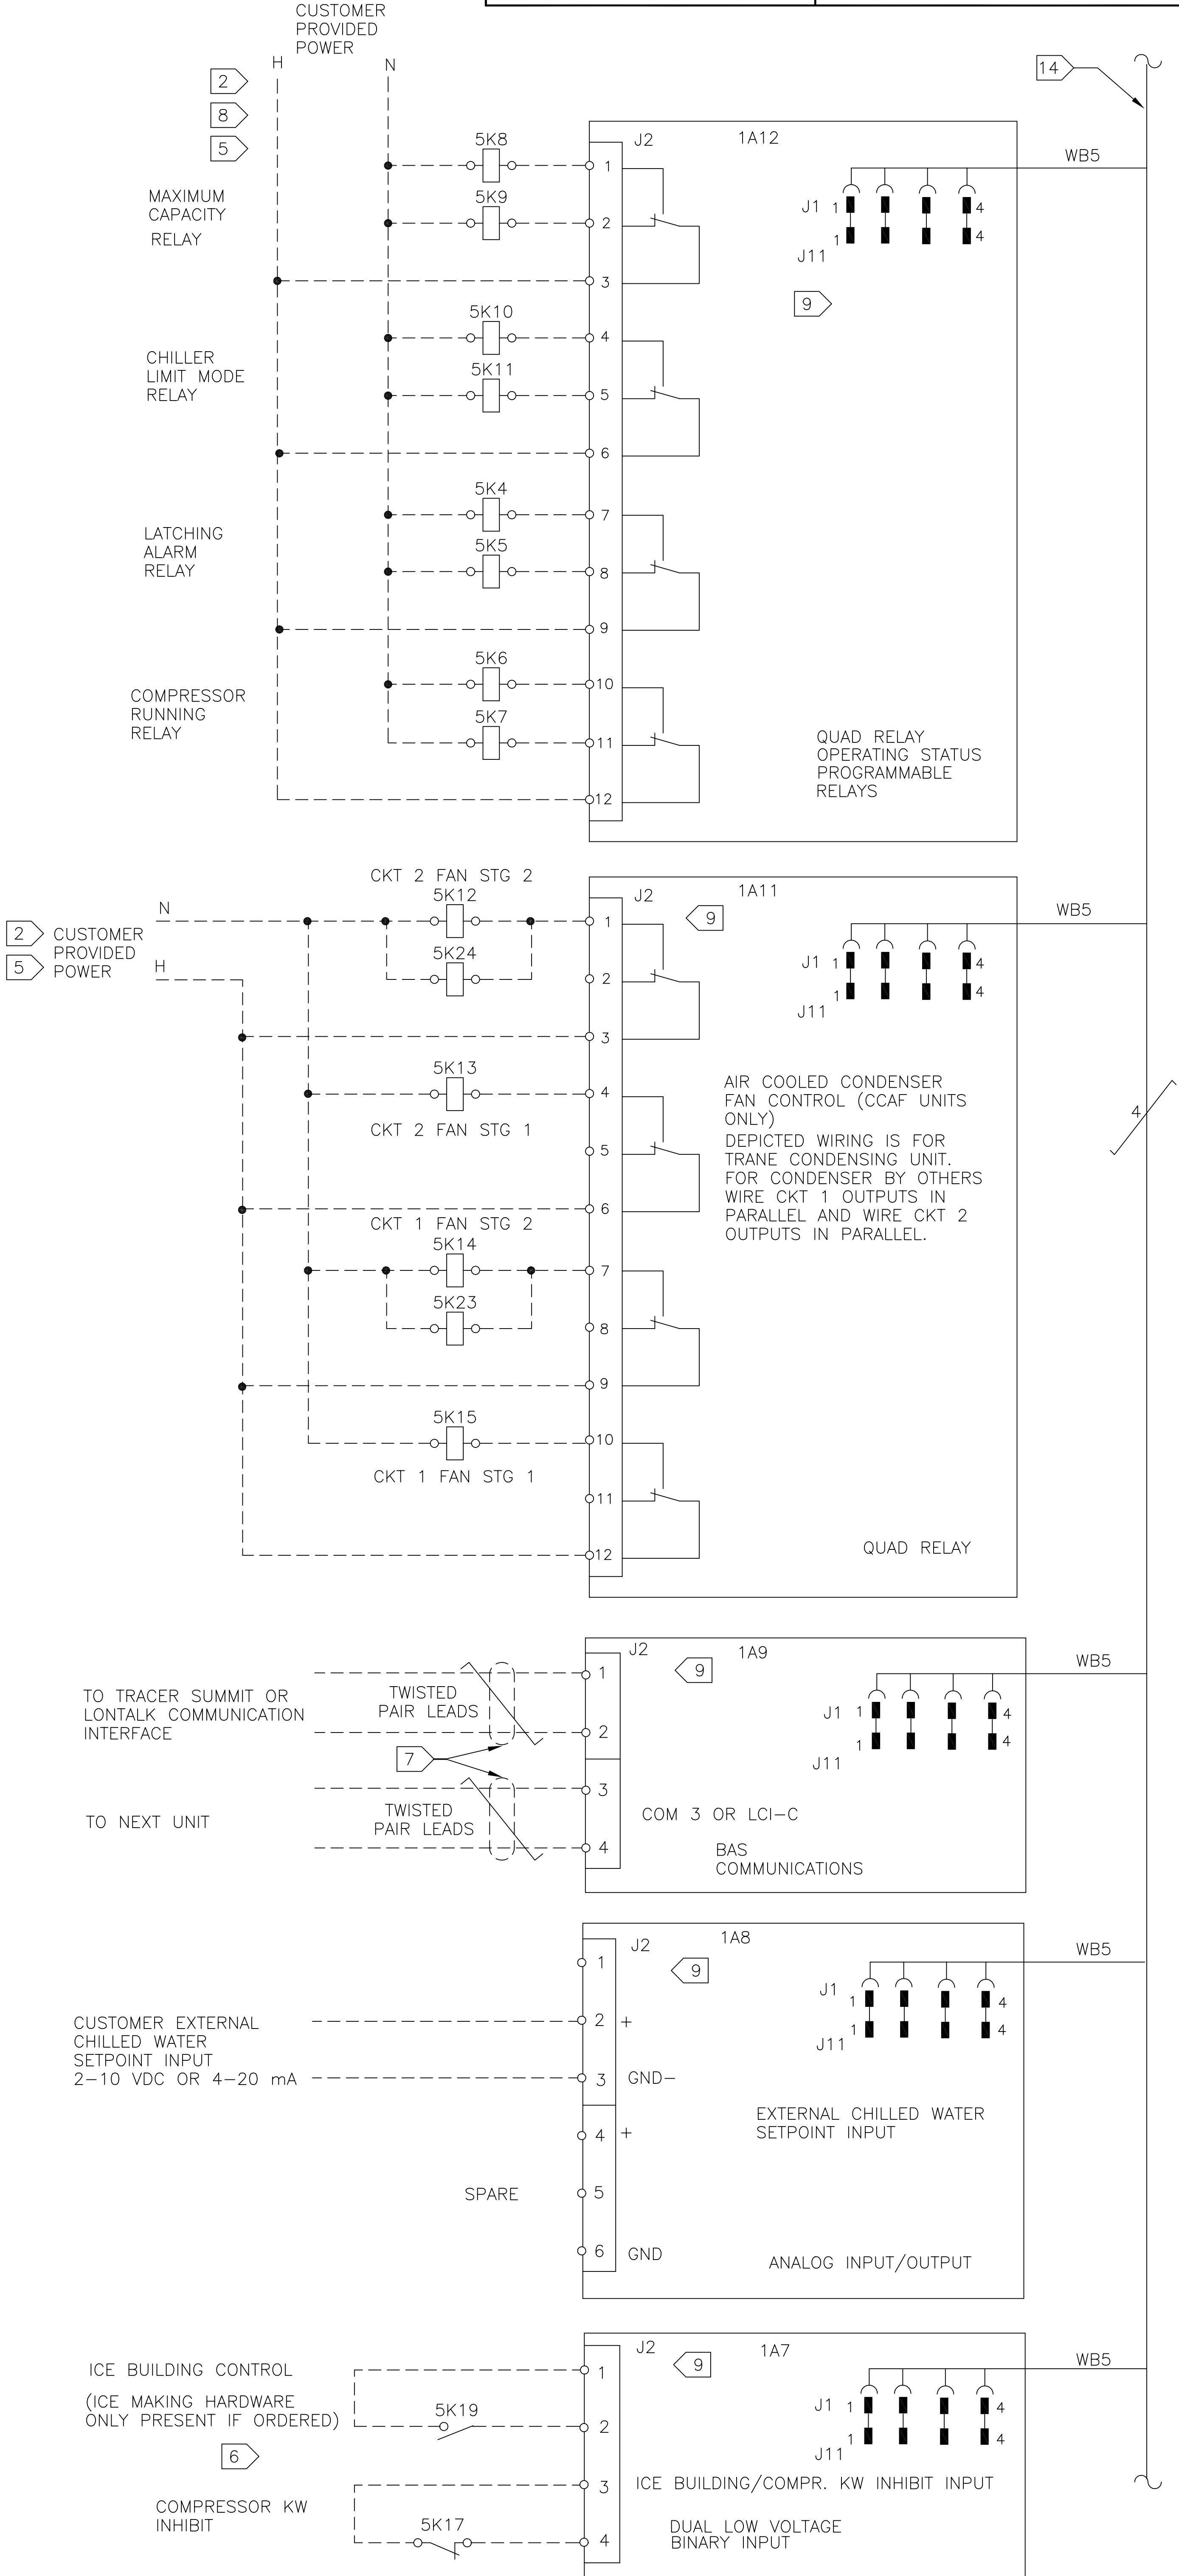 CUSTOMER
PROVIDED
POWER
H
N
2
8
5
14
J2
1A12
WB5
5K8
1
5K9
2
3
MAXIMUM
CAPACITY
RELAY
J1 1
4
1
4
J11
9
5K10
4
5K11
5
6
CHILLER
LIMIT MODE
RELAY
5K4
7
5K5
8
9
LATCHING
ALARM
RELAY
5K6
10
5K7
11
12
COMPRESSOR
RUNNING
RELAY
QUAD RELAY
OPERATING STATUS
PROGRAMMABLE
RELAYS
CKT 2 FAN STG 2
5K12
J2
1A11
WB5
N
1
9
2
CUSTOMER
PROVIDED
POWER
5
H
5K24
2
3
J1 1
4
1
4
J11
5K13
4
CKT 2 FAN STG 1
5
6
AIR COOLED CONDENSER
FAN CONTROL (CCAF UNITS
ONLY)
DEPICTED WIRING IS FOR
TRANE CONDENSING UNIT.
FOR CONDENSER BY OTHERS
WIRE CKT 1 OUTPUTS IN
PARALLEL AND WIRE CKT 2
OUTPUTS IN PARALLEL.
4
CKT 1 FAN STG 2
5K14
7
5K23
8
9
5K15
10
CKT 1 FAN STG 1
11
12
QUAD RELAY
J2
1A9
WB5
1
9
TO TRACER SUMMIT OR
LONTALK COMMUNICATION
INTERFACE
TWISTED
PAIR LEADS
2
7
J1 1
4
1
4
J11
3
TO NEXT UNIT
TWISTED
PAIR LEADS
4
COM 3 OR LCI-C
BAS
COMMUNICATIONS
J2
1A8
WB5
1
9
J1
1
4
1
4
J11
CUSTOMER EXTERNAL
CHILLED WATER
SETPOINT INPUT
2-10 VDC OR 4-20 mA
2 +
3 GND-
EXTERNAL CHILLED WATER
SETPOINT INPUT
4 +
SPARE
5
6 GND
ANALOG INPUT/OUTPUT
J2
1A7
WB5
9
ICE BUILDING CONTROL
1
(ICE MAKING HARDWARE
ONLY PRESENT IF ORDERED)
5K19
2
6
J1 1
4
1
4
J11
3
ICE BUILDING/COMPR. KW INHIBIT INPUT
COMPRESSOR KW
INHIBIT
5K17
4
DUAL LOW VOLTAGE
BINARY INPUT